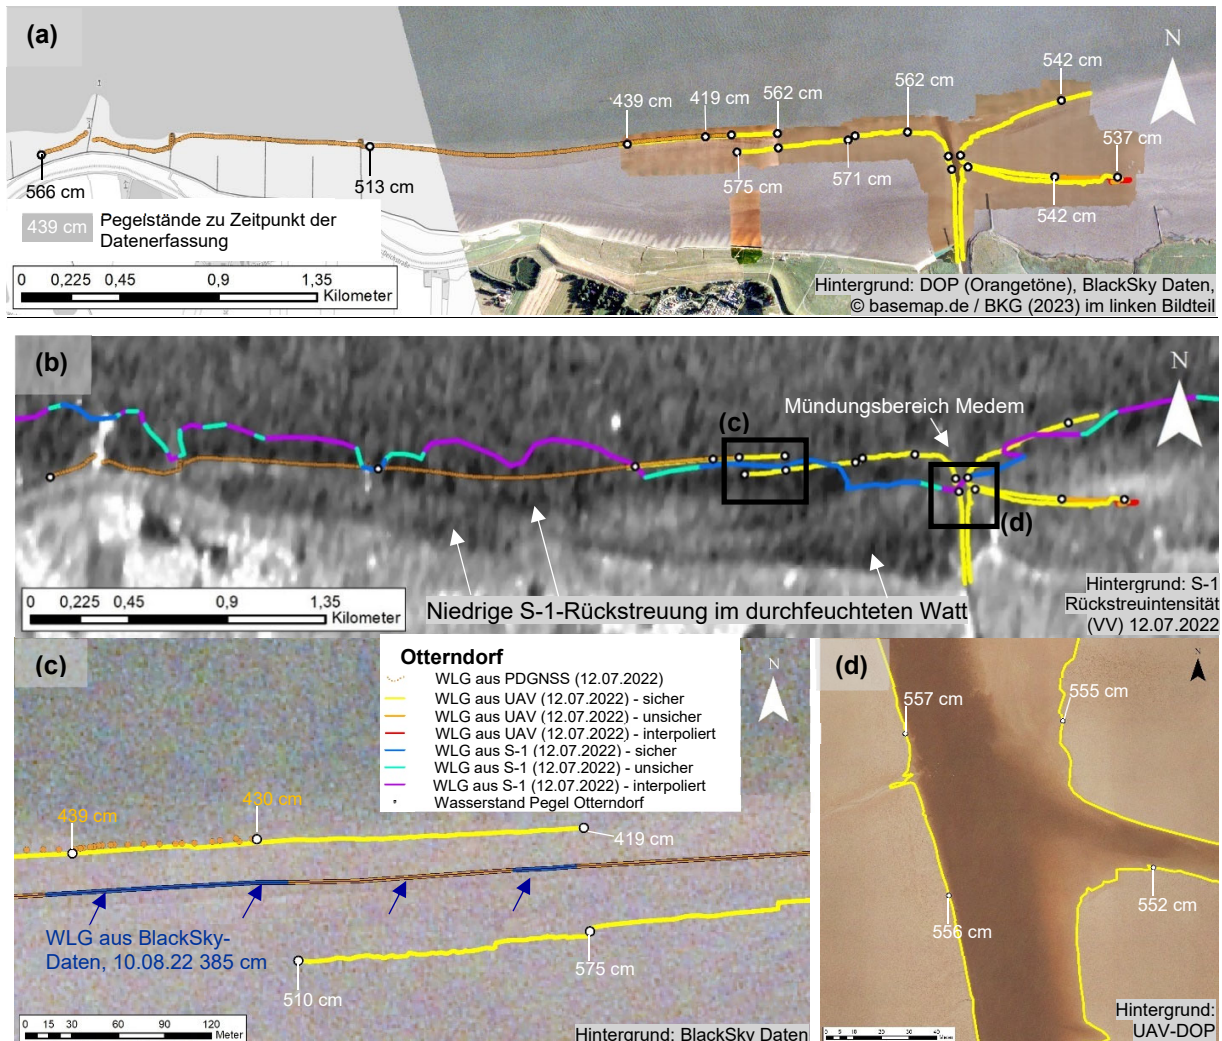 (a)
N
542 cm
562 cm
562 cm
439 cm
419 cm
537 cm
566 cm
513 cm
575 cm
571 cm
542 cm
439 cm Pegelstände zu Zeitpunkt der
Datenerfassung
0 0,225 0,45 0,9 1,35
Kilometer
Hintergrund: DOP (Orangetöne), BlackSky Daten,
© basemap.de / BKG (2023) im linken Bildteil
(b)
N
Mündungsbereich Medem
(c)
(d)
0 0,225 0,45 0,9 1,35
Kilometer
Niedrige S-1-Rückstreuung im durchfeuchteten Watt
Hintergrund: S-1
Rückstreuintensität
(VV) 12.07.2022
(c)
N
Otterndorf
WLG aus PDGNSS (12.07.2022)
WLG aus UAV (12.07.2022) - sicher
WLG aus UAV (12.07.2022) - unsicher
WLG aus UAV (12.07.2022) - interpoliert
WLG aus S-1 (12.07.2022) - sicher
WLG aus S-1 (12.07.2022) - unsicher
WLG aus S-1 (12.07.2022) - interpoliert
Wasserstand Pegel Otterndorf
439 cm
430 cm
419 cm
WLG aus BlackSky-
Daten, 10.08.22 385 cm
575 cm
510 cm
0 15 30 60 90 120
Meter
Hintergrund: BlackSky Daten
(d)
N
557 cm
555 cm
552 cm
556 cm
Hintergrund:
UAV-DOP